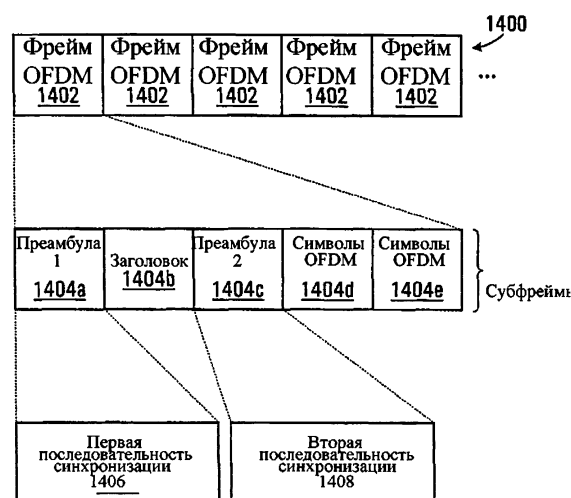 1400
Фрейм Фрейм Фрейм Фрейм Фрейм
OFDM OFDM OFDM OFDM OFDM ...
1402 1402 1402 1402 1402
Преамбула 1 1404a
Заголовок 1404b
Преамбула 2 1404c
Символы OFDM 1404d
Символы OFDM 1404e
Субфреймы
Первая
последовательность
синхронизации
1406
Вторая
последовательность
синхронизации
1408